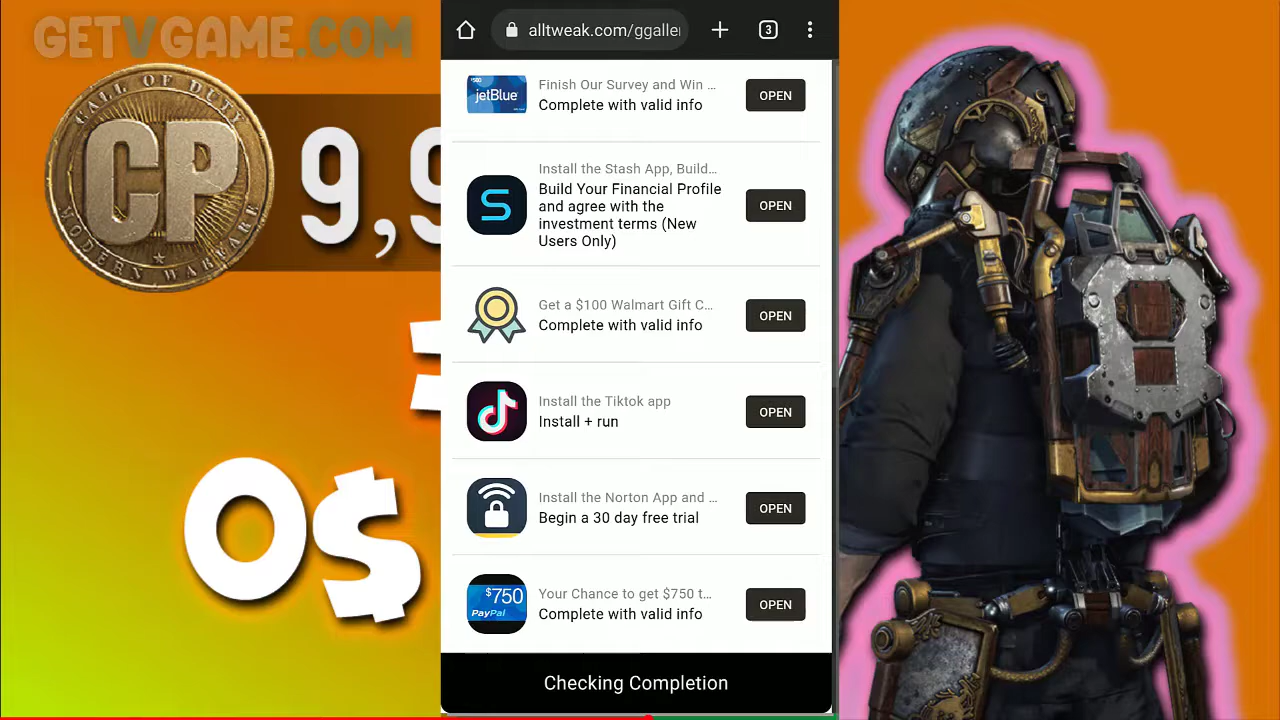 GETVGAME.COM
CALL OF DUTY
CP
MODERN WARFARE
9,9
=
0$
alltweak.com/ggaller
3
$500
jetBlue
Finish Our Survey and Win ...
Complete with valid info
OPEN
S
Install the Stash App, Build...
Build Your Financial Profile
and agree with the
investment terms (New
Users Only)
OPEN
Get a $100 Walmart Gift C...
Complete with valid info
OPEN
Install the Tiktok app
Install + run
OPEN
Install the Norton App and ...
Begin a 30 day free trial
OPEN
$750
PayPal
Your Chance to get $750 t...
Complete with valid info
OPEN
Checking Completion